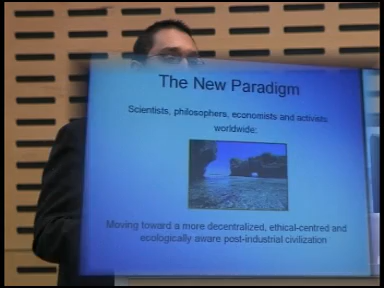 The New Paradigm
Scientists, philosophers, economists and activists
worldwide:
Moving toward a more decentralized, ethical-centred and
ecologically aware post-industrial civilization